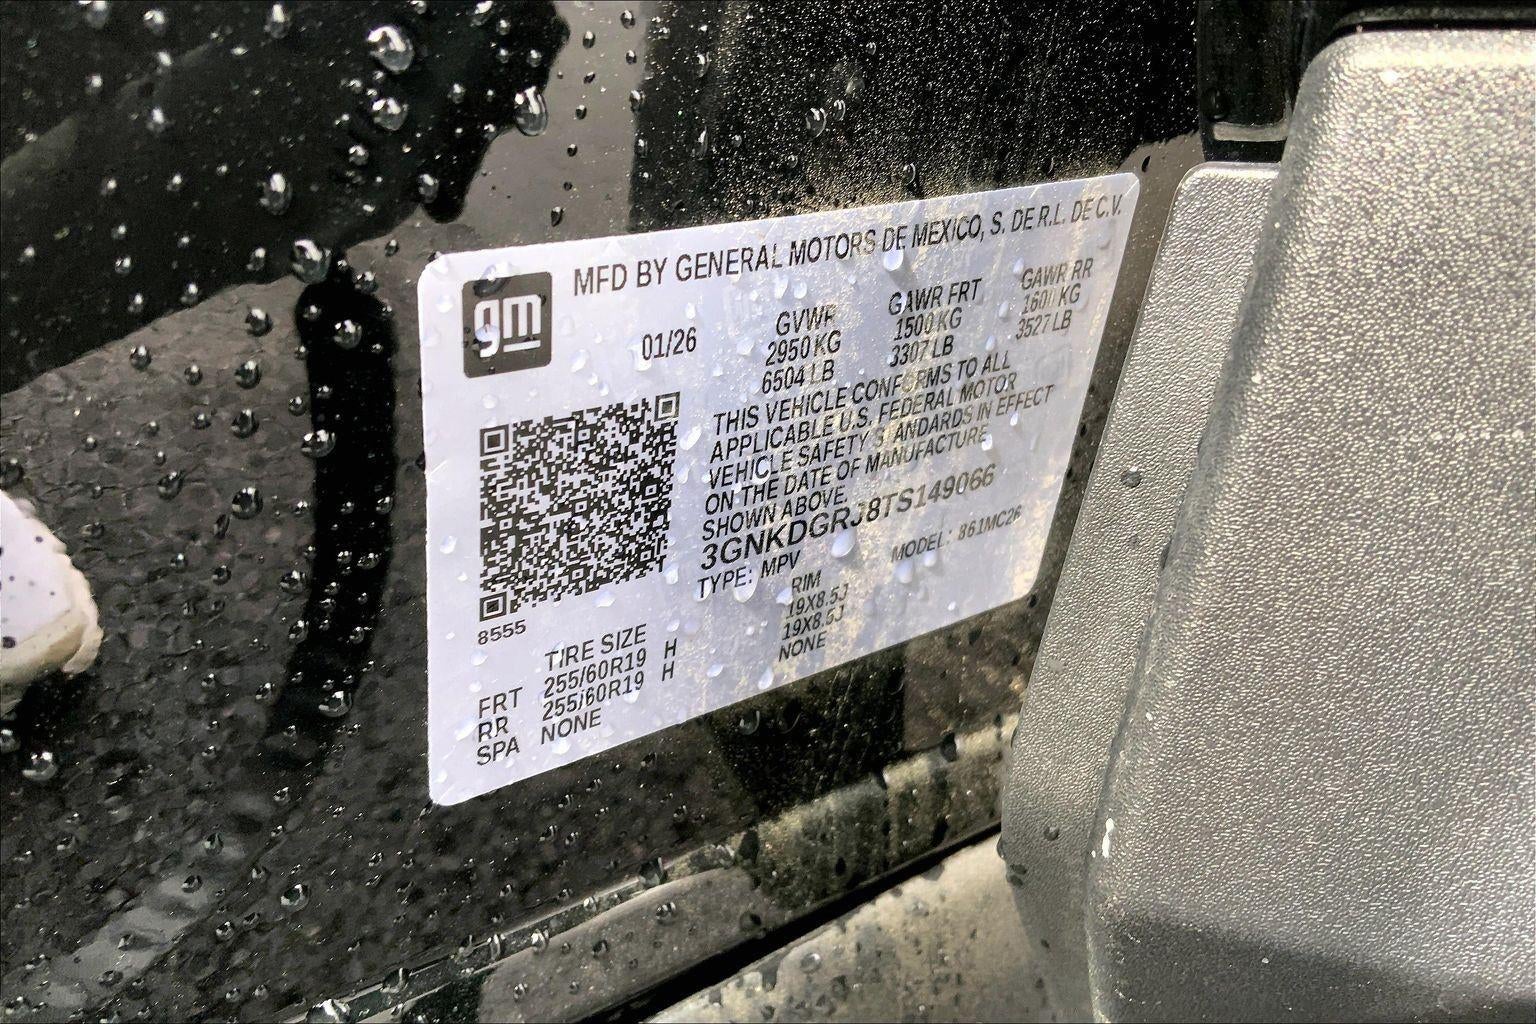 MFD BY GENERAL MOTORS DE MEXICO, S. DE R.L. DE C.V.
gm
01/26
GVWR GAWR FRT GAWR RR
2950 KG 1500 KG 1600 KG
6504 LB 3307 LB 3527 LB
THIS VEHICLE CONFORMS TO ALL
APPLICABLE U.S. FEDERAL MOTOR
VEHICLE SAFETY STANDARDS IN EFFECT
ON THE DATE OF MANUFACTURE
SHOWN ABOVE.
3GNKDGRJ8TS149066
TYPE: MPV MODEL: 861MC26
8555
TIRE SIZE RIM
FRT 255/60R19 H 19X8.5J
RR 255/60R19 H 19X8.5J
SPA NONE NONE